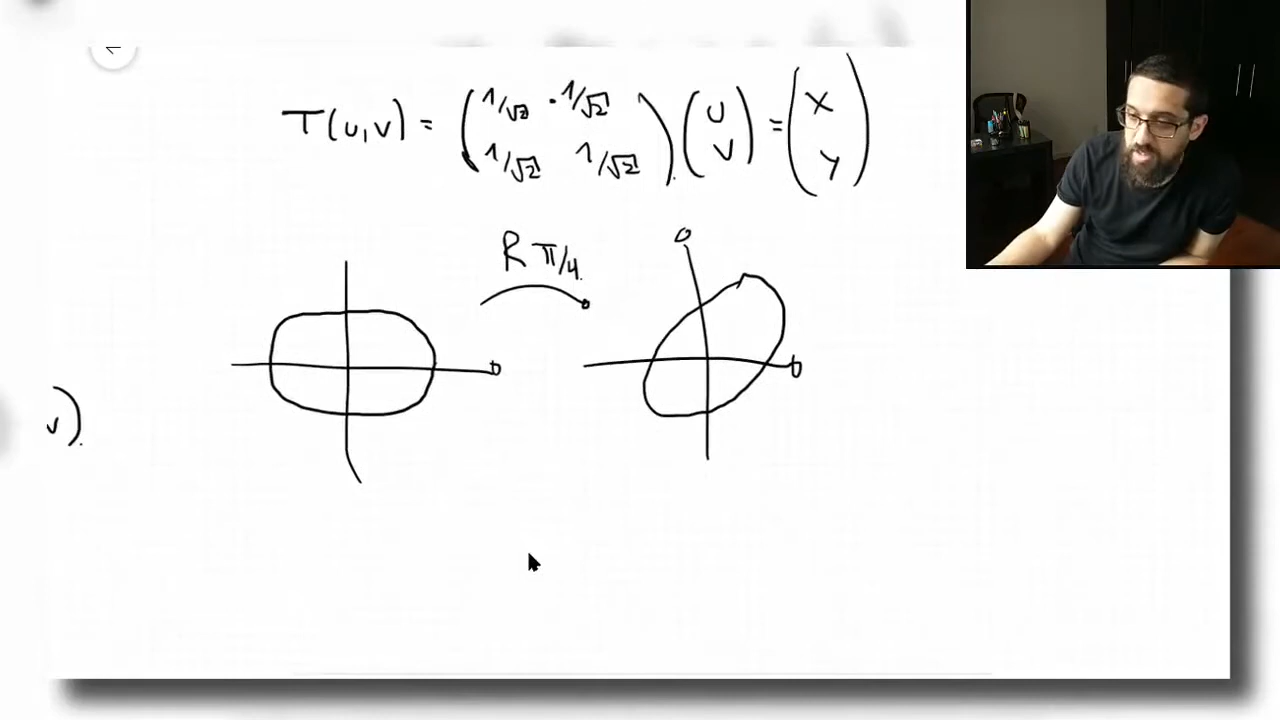 T(u,v) = ( 1/√2 · 1/√2 ) ( u ) = ( x )
1/√2 1/√2 v y
R π/4
v).